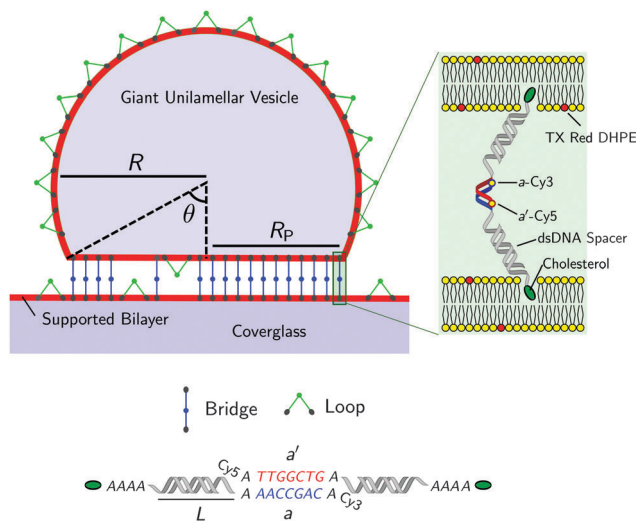 Giant Unilamellar Vesicle
R
θ
RP
Supported Bilayer
Coverglass
TX Red DHPE
a-Cy3
a'-Cy5
dsDNA Spacer
Cholesterol
Bridge
Loop
a'
Cy5 A TTGGCTG A
AAAA
AAAA
A AACCGAC A Cy3
L
a